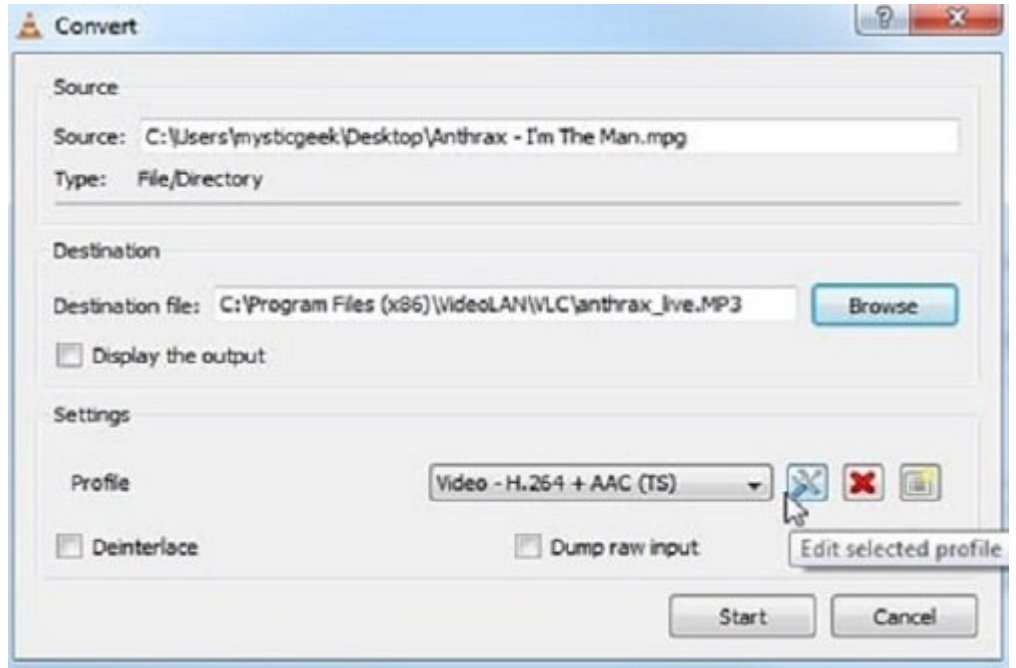 Convert
Source
Source: C:\Users\mysticgeek\Desktop\Anthrax - I'm The Man.mpg
Type: File/Directory
Destination
Destination file: C:\Program Files (x86)\VideoLAN\VLC\anthrax_live.MP3 Browse
Display the output
Settings
Profile Video - H.264 + AAC (TS)
Deinterlace Dump raw input Edit selected profile
Start Cancel